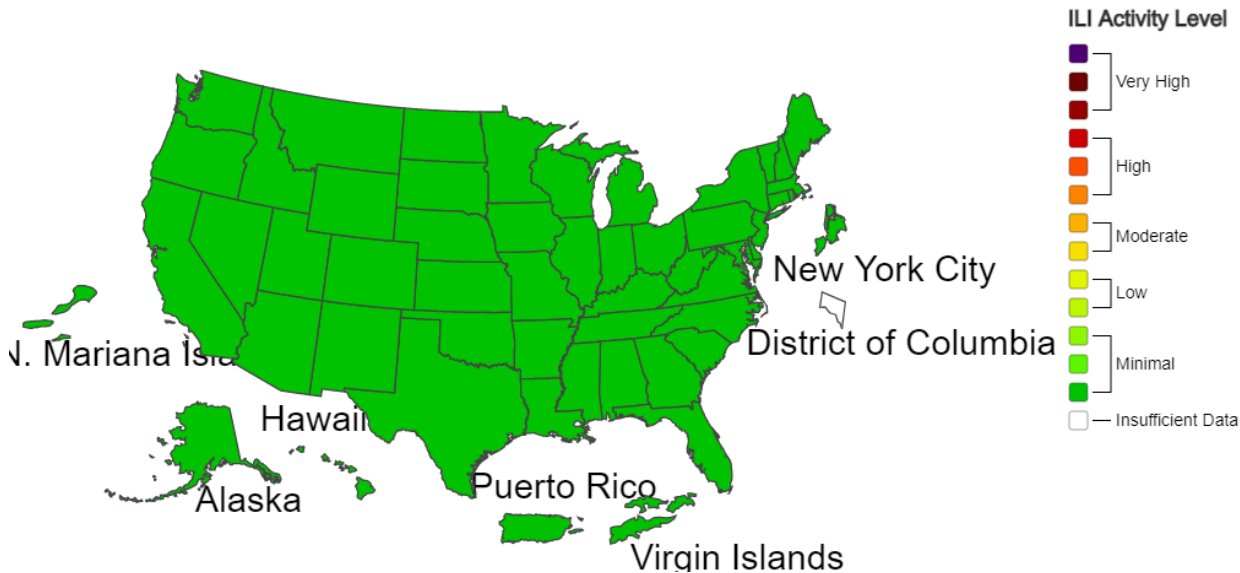 ILI Activity Level
Very High
High
Moderate
Low
Minimal
Insufficient Data
New York City
District of Columbia
N. Mariana
Hawaii
Alaska
Puerto Rico
Virgin Islands